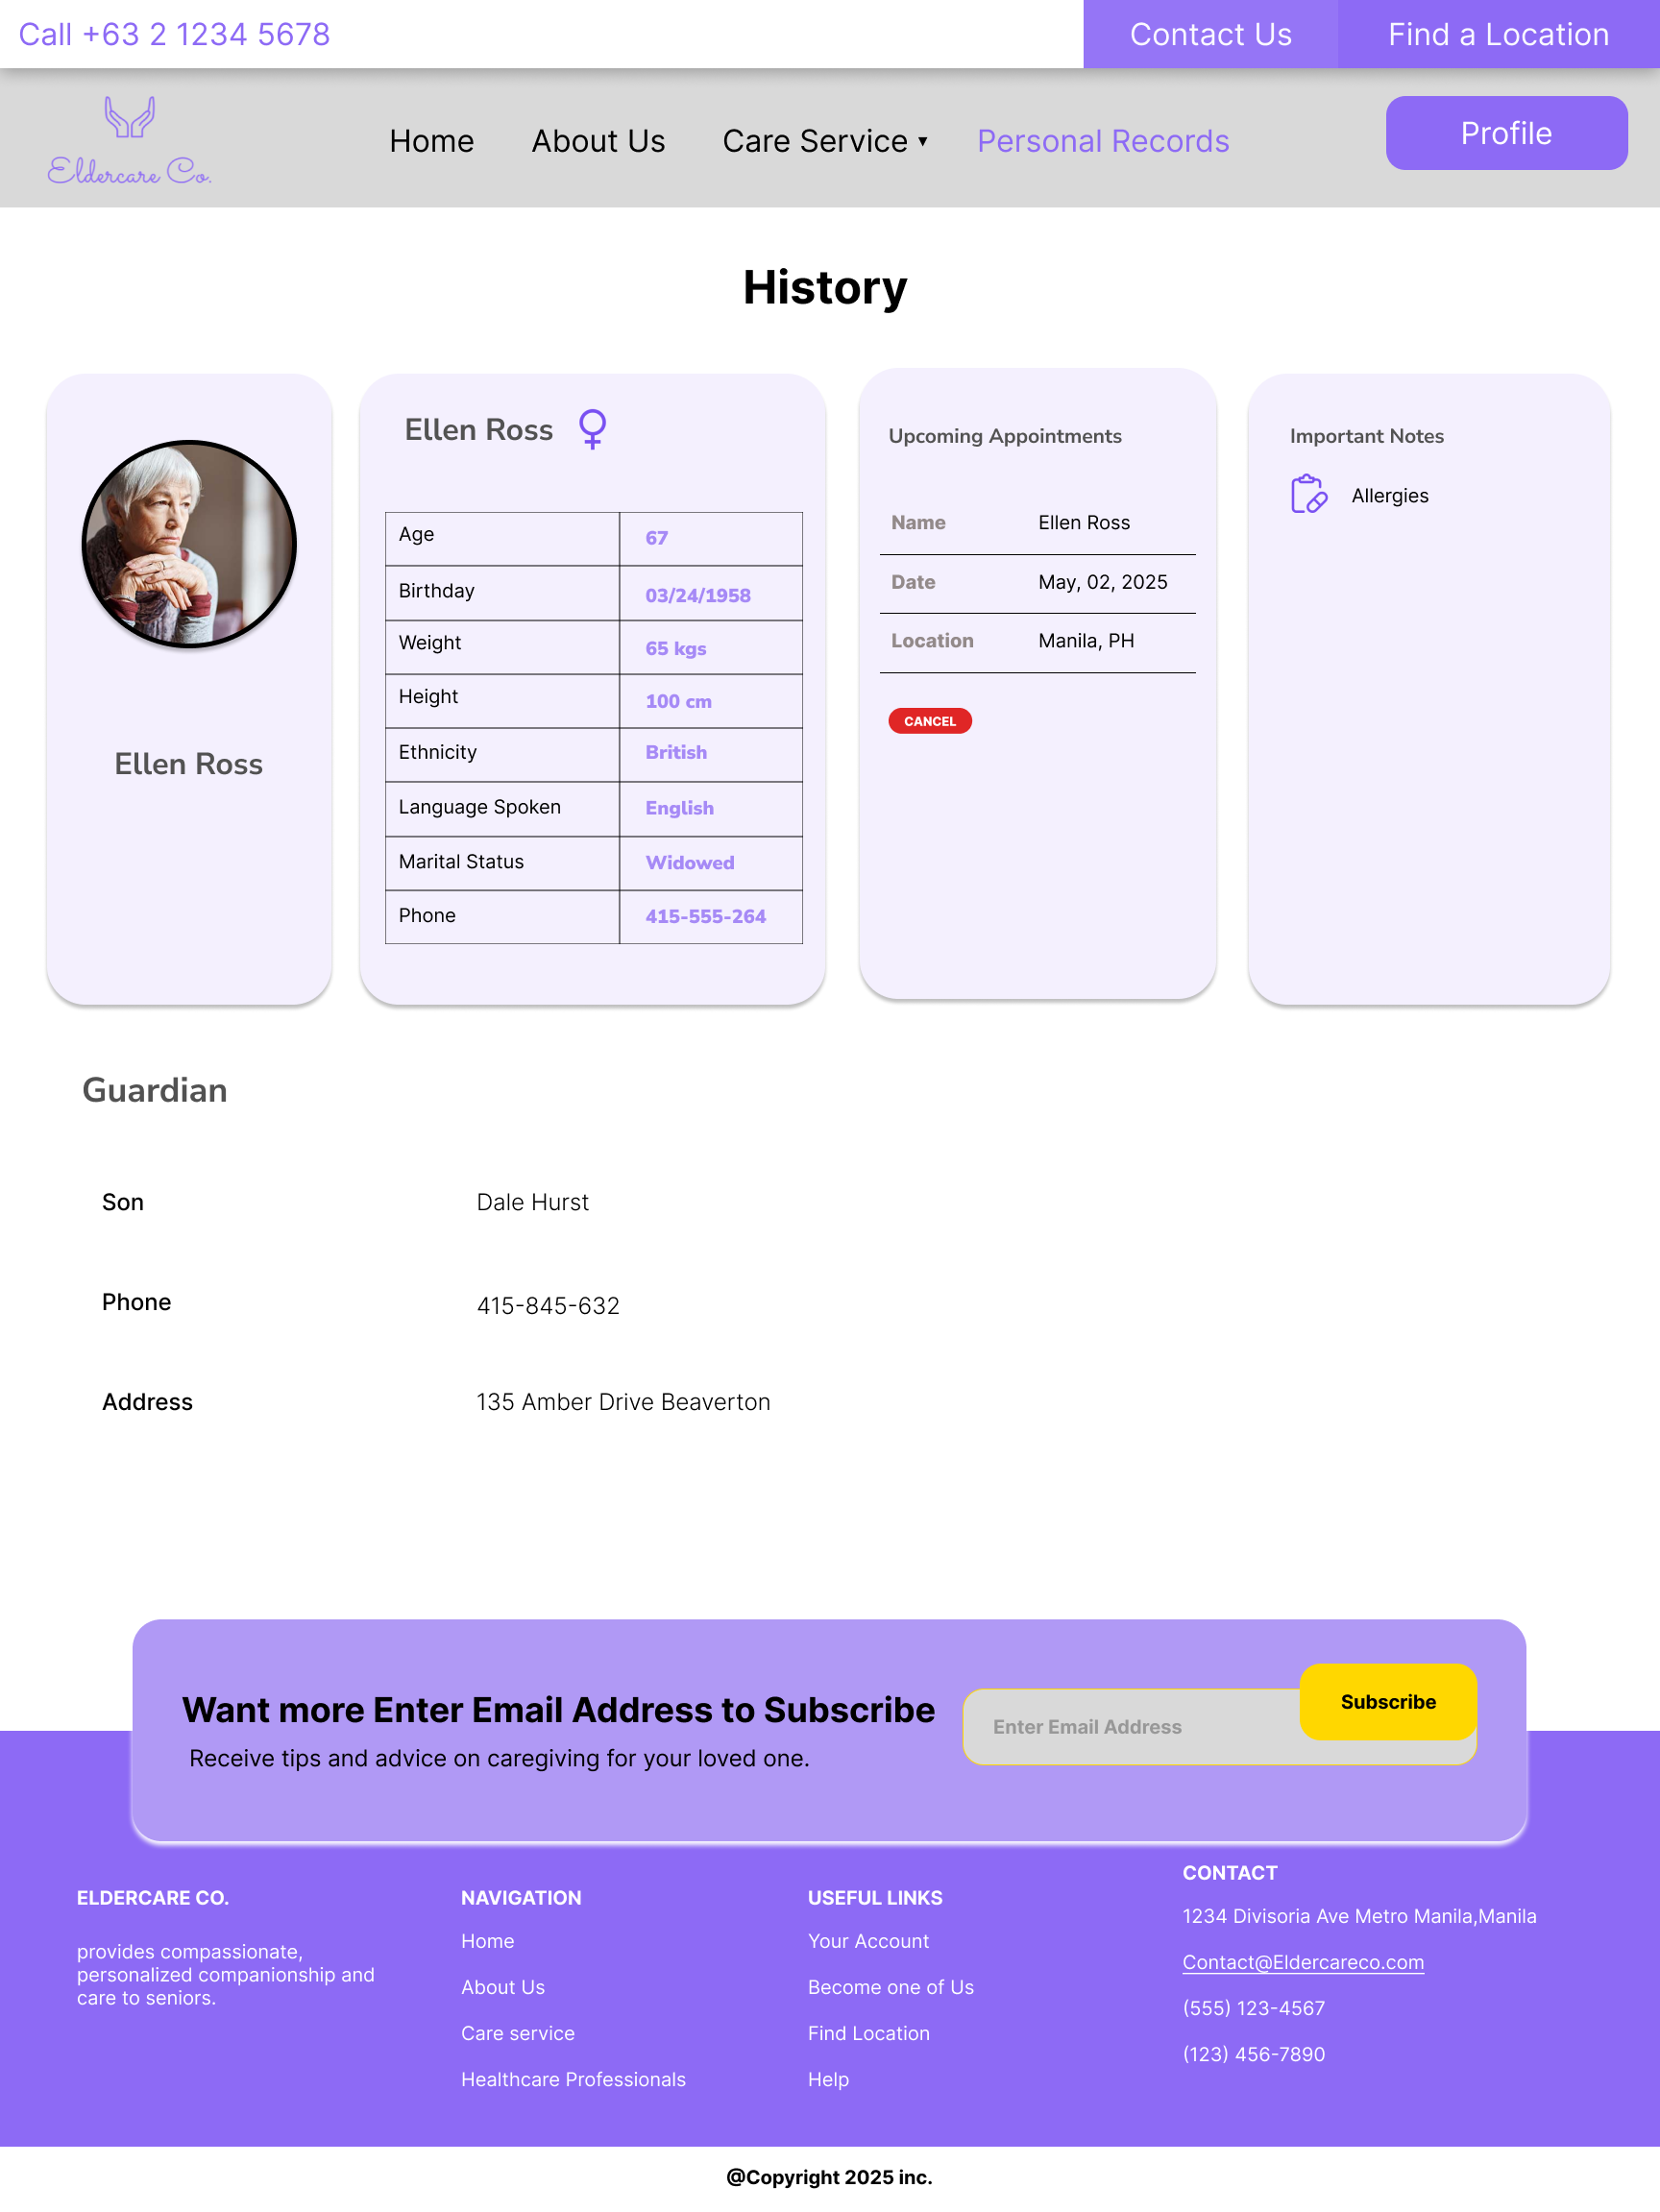 Call +63 2 1234 5678
Contact Us
Find a Location
Eldercare Co.
Home
About Us
Care Service ▾
Personal Records
Profile
History
Ellen Ross
Ellen Ross
Age 67
Birthday 03/24/1958
Weight 65 kgs
Height 100 cm
Ethnicity British
Language Spoken English
Marital Status Widowed
Phone 415-555-264
Upcoming Appointments
Name Ellen Ross
Date May, 02, 2025
Location Manila, PH
CANCEL
Important Notes
Allergies
Guardian
Son Dale Hurst
Phone 415-845-632
Address 135 Amber Drive Beaverton
Want more Enter Email Address to Subscribe
Receive tips and advice on caregiving for your loved one.
Enter Email Address
Subscribe
ELDERCARE CO.
provides compassionate,
personalized companionship and
care to seniors.
NAVIGATION
Home
About Us
Care service
Healthcare Professionals
USEFUL LINKS
Your Account
Become one of Us
Find Location
Help
CONTACT
1234 Divisoria Ave Metro Manila,Manila
Contact@Eldercareco.com
(555) 123-4567
(123) 456-7890
@Copyright 2025 inc.